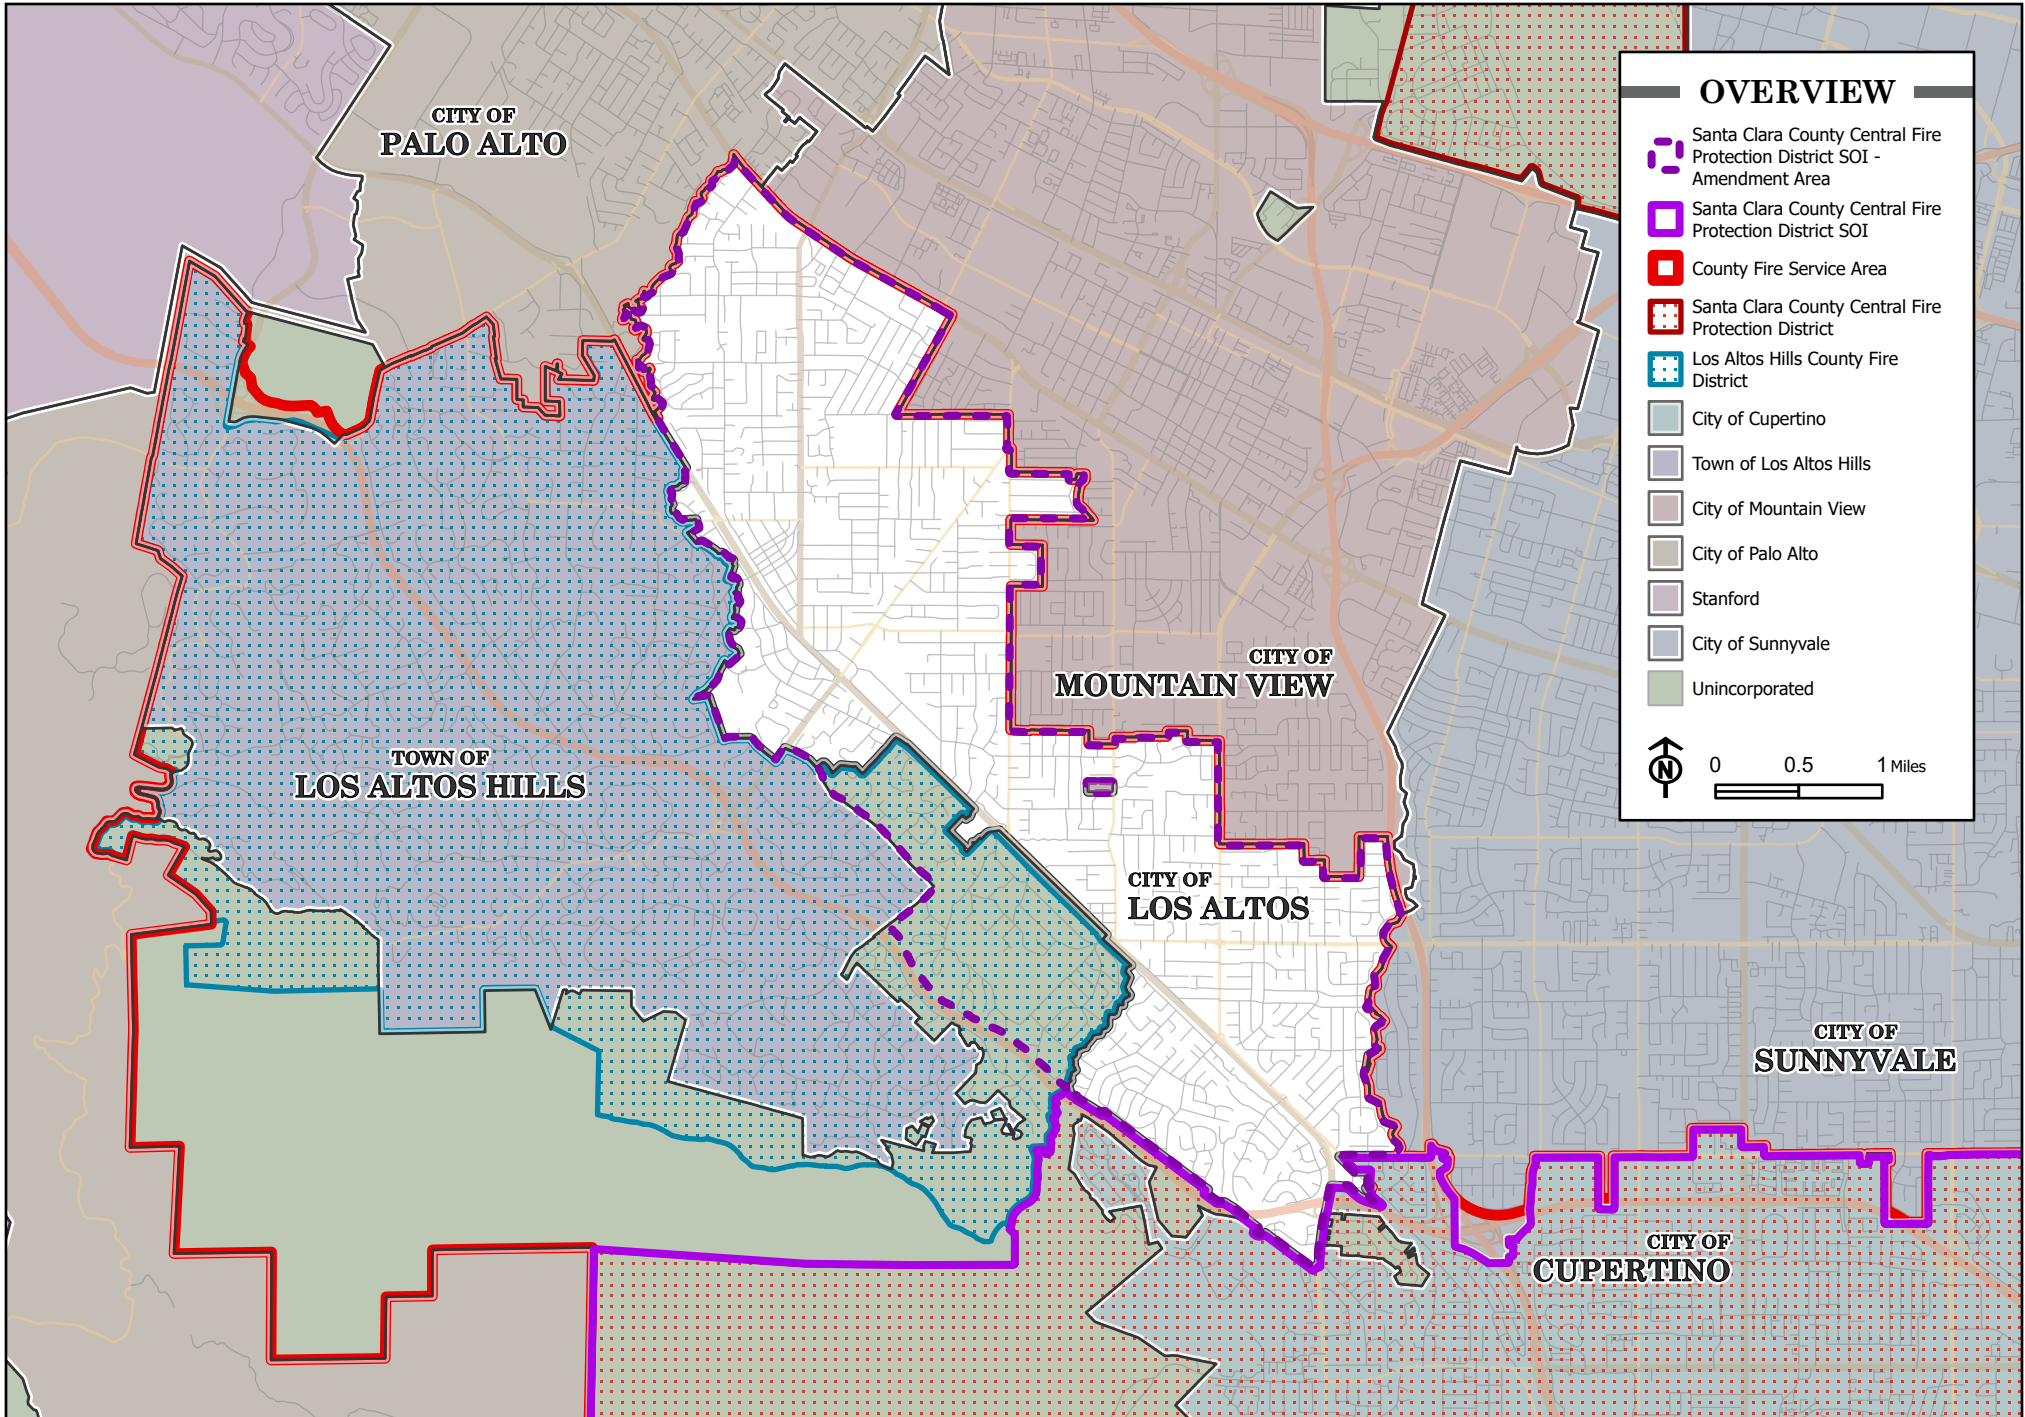 CITY OF
PALO ALTO
TOWN OF
LOS ALTOS HILLS
CITY OF
MOUNTAIN VIEW
CITY OF
LOS ALTOS
CITY OF
SUNNYVALE
CITY OF
CUPERTINO
OVERVIEW
Santa Clara County Central Fire
Protection District SOI -
Amendment Area
Santa Clara County Central Fire
Protection District SOI
County Fire Service Area
Santa Clara County Central Fire
Protection District
Los Altos Hills County Fire
District
City of Cupertino
Town of Los Altos Hills
City of Mountain View
City of Palo Alto
Stanford
City of Sunnyvale
Unincorporated
N
0 0.5 1 Miles